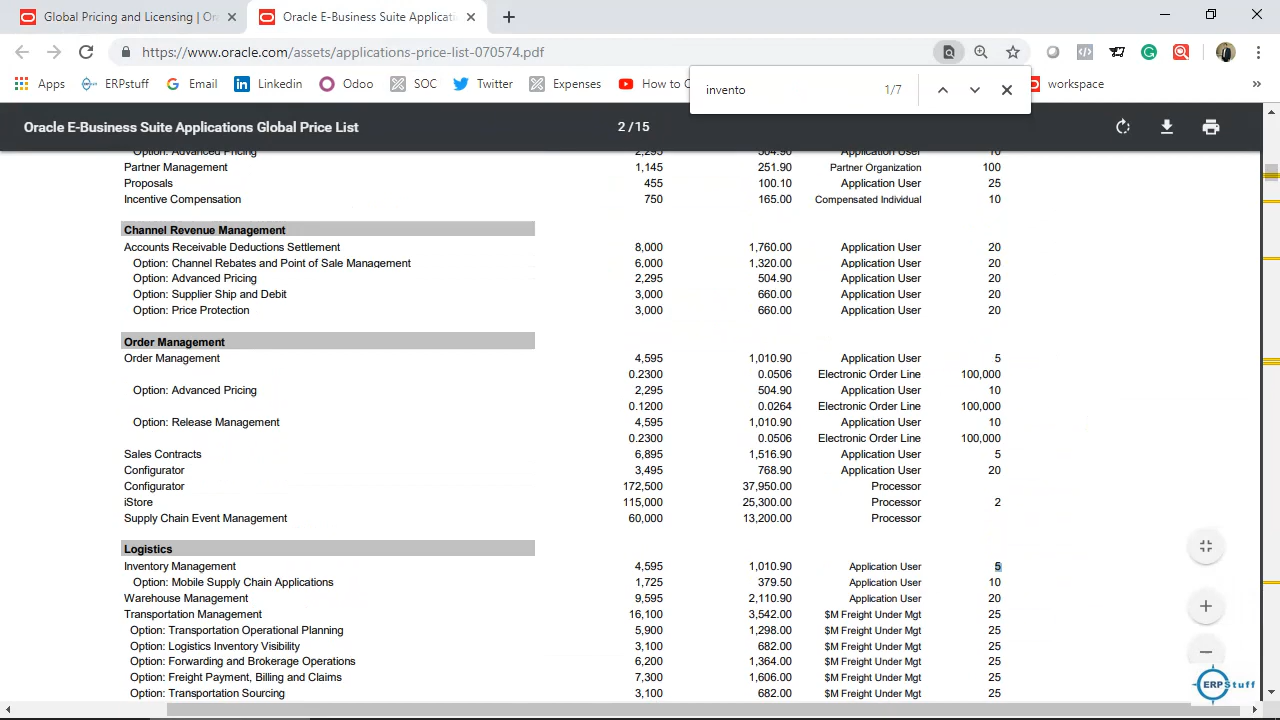 Global Pricing and Licensing | Or
Oracle E-Business Suite Applicati
https://www.oracle.com/assets/applications-price-list-070574.pdf
Apps ERPstuff Email Linkedin Odoo SOC Twitter Expenses How to C workspace »
invento 1/7
Oracle E-Business Suite Applications Global Price List 2 / 15
Option: Advanced Pricing 2,295 504.90 Application User 10
Partner Management 1,145 251.90 Partner Organization 100
Proposals 455 100.10 Application User 25
Incentive Compensation 750 165.00 Compensated Individual 10
Channel Revenue Management
Accounts Receivable Deductions Settlement 8,000 1,760.00 Application User 20
Option: Channel Rebates and Point of Sale Management 6,000 1,320.00 Application User 20
Option: Advanced Pricing 2,295 504.90 Application User 20
Option: Supplier Ship and Debit 3,000 660.00 Application User 20
Option: Price Protection 3,000 660.00 Application User 20
Order Management
Order Management 4,595 1,010.90 Application User 5
0.2300 0.0506 Electronic Order Line 100,000
Option: Advanced Pricing 2,295 504.90 Application User 10
0.1200 0.0264 Electronic Order Line 100,000
Option: Release Management 4,595 1,010.90 Application User 10
0.2300 0.0506 Electronic Order Line 100,000
Sales Contracts 6,895 1,516.90 Application User 5
Configurator 3,495 768.90 Application User 20
Configurator 172,500 37,950.00 Processor
iStore 115,000 25,300.00 Processor 2
Supply Chain Event Management 60,000 13,200.00 Processor
Logistics
Inventory Management 4,595 1,010.90 Application User 5
Option: Mobile Supply Chain Applications 1,725 379.50 Application User 10
Warehouse Management 9,595 2,110.90 Application User 20
Transportation Management 16,100 3,542.00 $M Freight Under Mgt 25
Option: Transportation Operational Planning 5,900 1,298.00 $M Freight Under Mgt 25
Option: Logistics Inventory Visibility 3,100 682.00 $M Freight Under Mgt 25
Option: Forwarding and Brokerage Operations 6,200 1,364.00 $M Freight Under Mgt 25
Option: Freight Payment, Billing and Claims 7,300 1,606.00 $M Freight Under Mgt 25
Option: Transportation Sourcing 3,100 682.00 $M Freight Under Mgt 25
ERPStuff